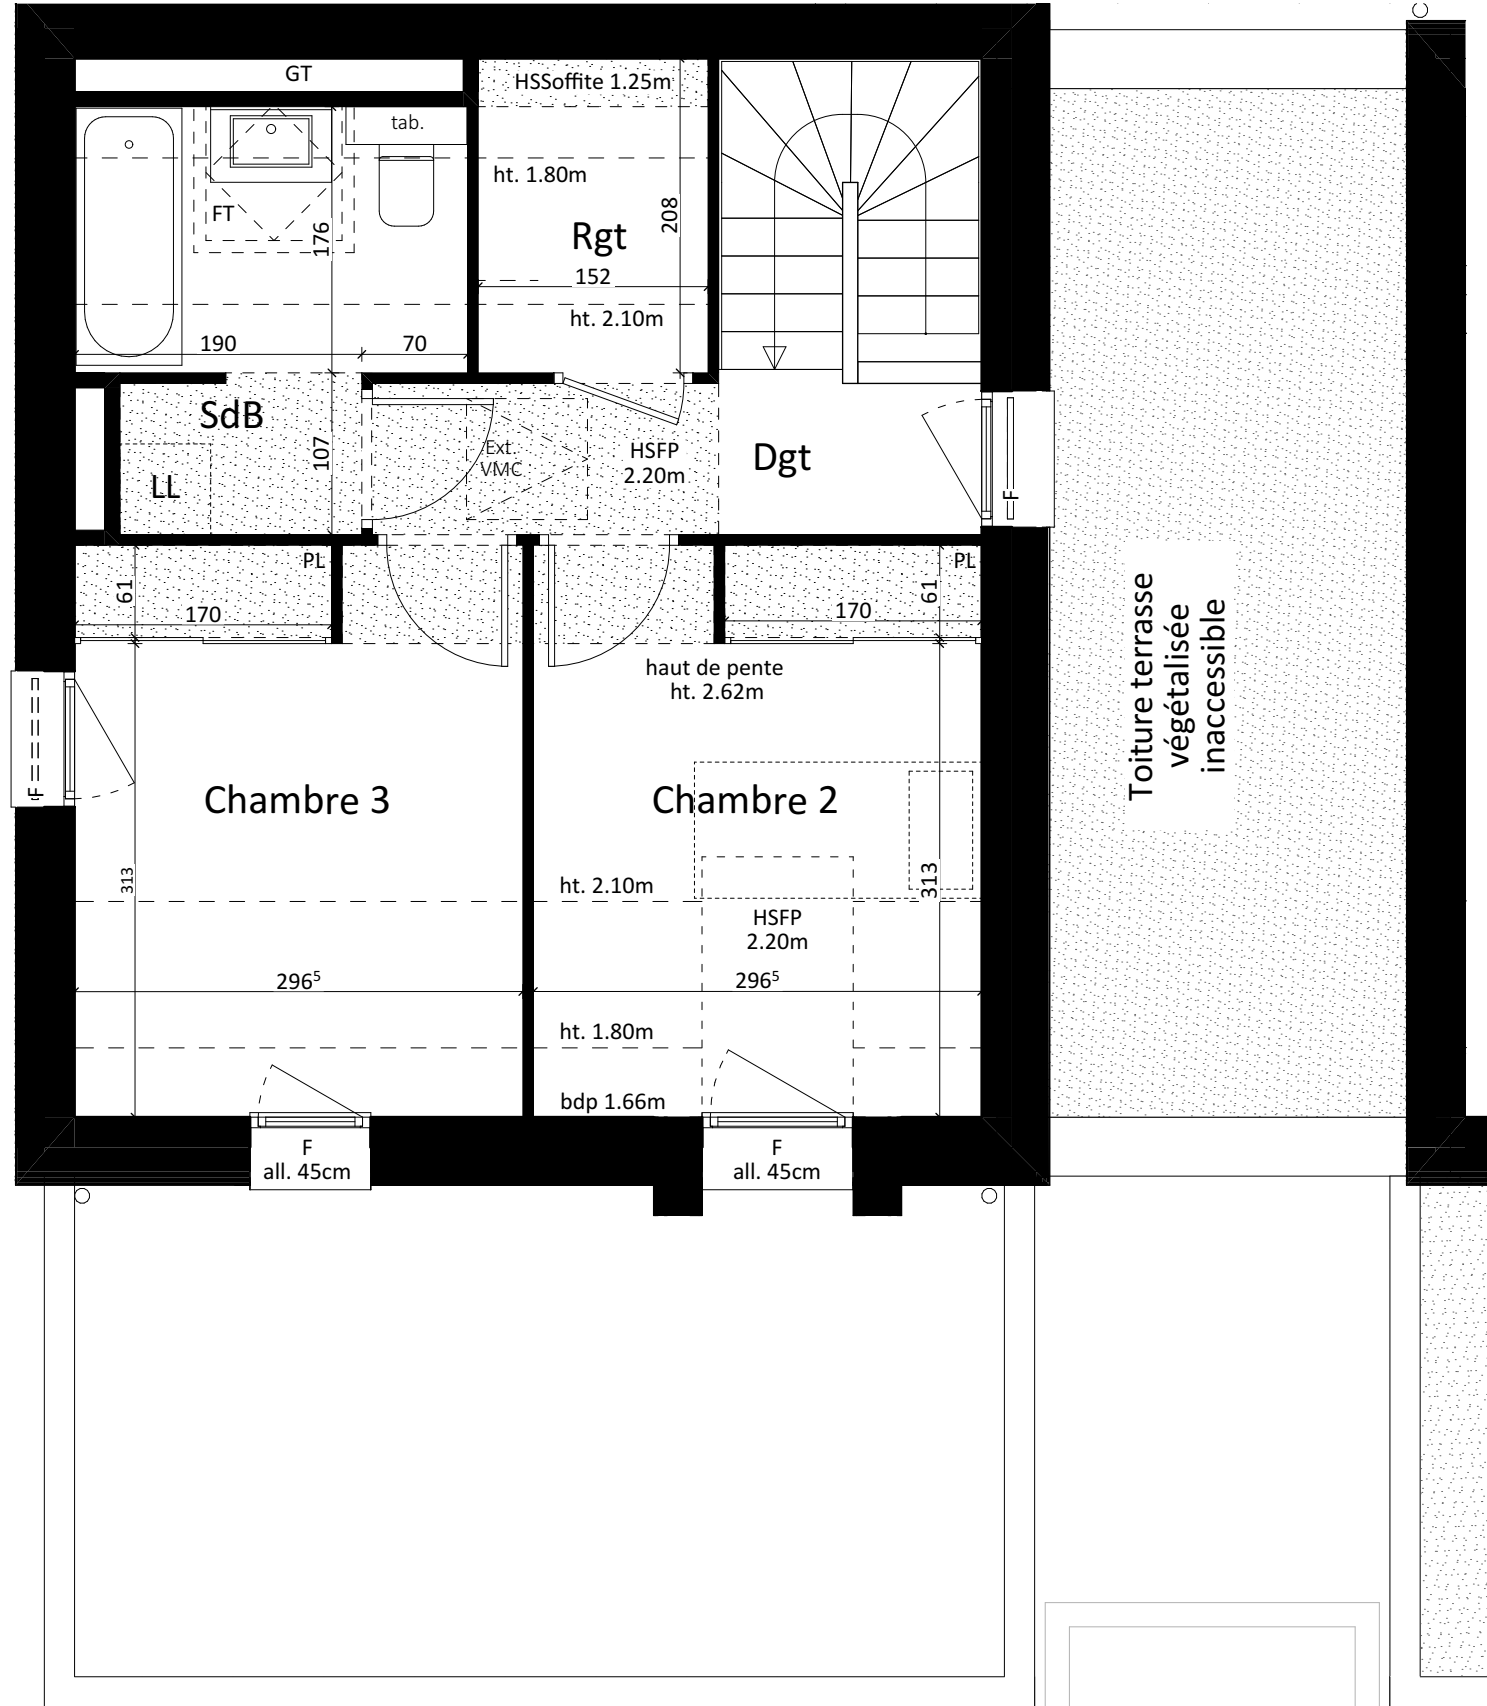 GT
HSSoffite 1.25m
tab.
ht. 1.80m
FT
176
Rgt
208
152
ht. 2.10m
190
70
SdB
107
LL
Ext.
VMC
HSFP
2.20m
Dgt
F
PL
61
170
PL
61
170
haut de pente
ht. 2.62m
Toiture terrasse
végétalisée
inaccessible
F
Chambre 3
Chambre 2
313
ht. 2.10m
313
HSFP
2.20m
296⁵
296⁵
ht. 1.80m
bdp 1.66m
F
all. 45cm
F
all. 45cm